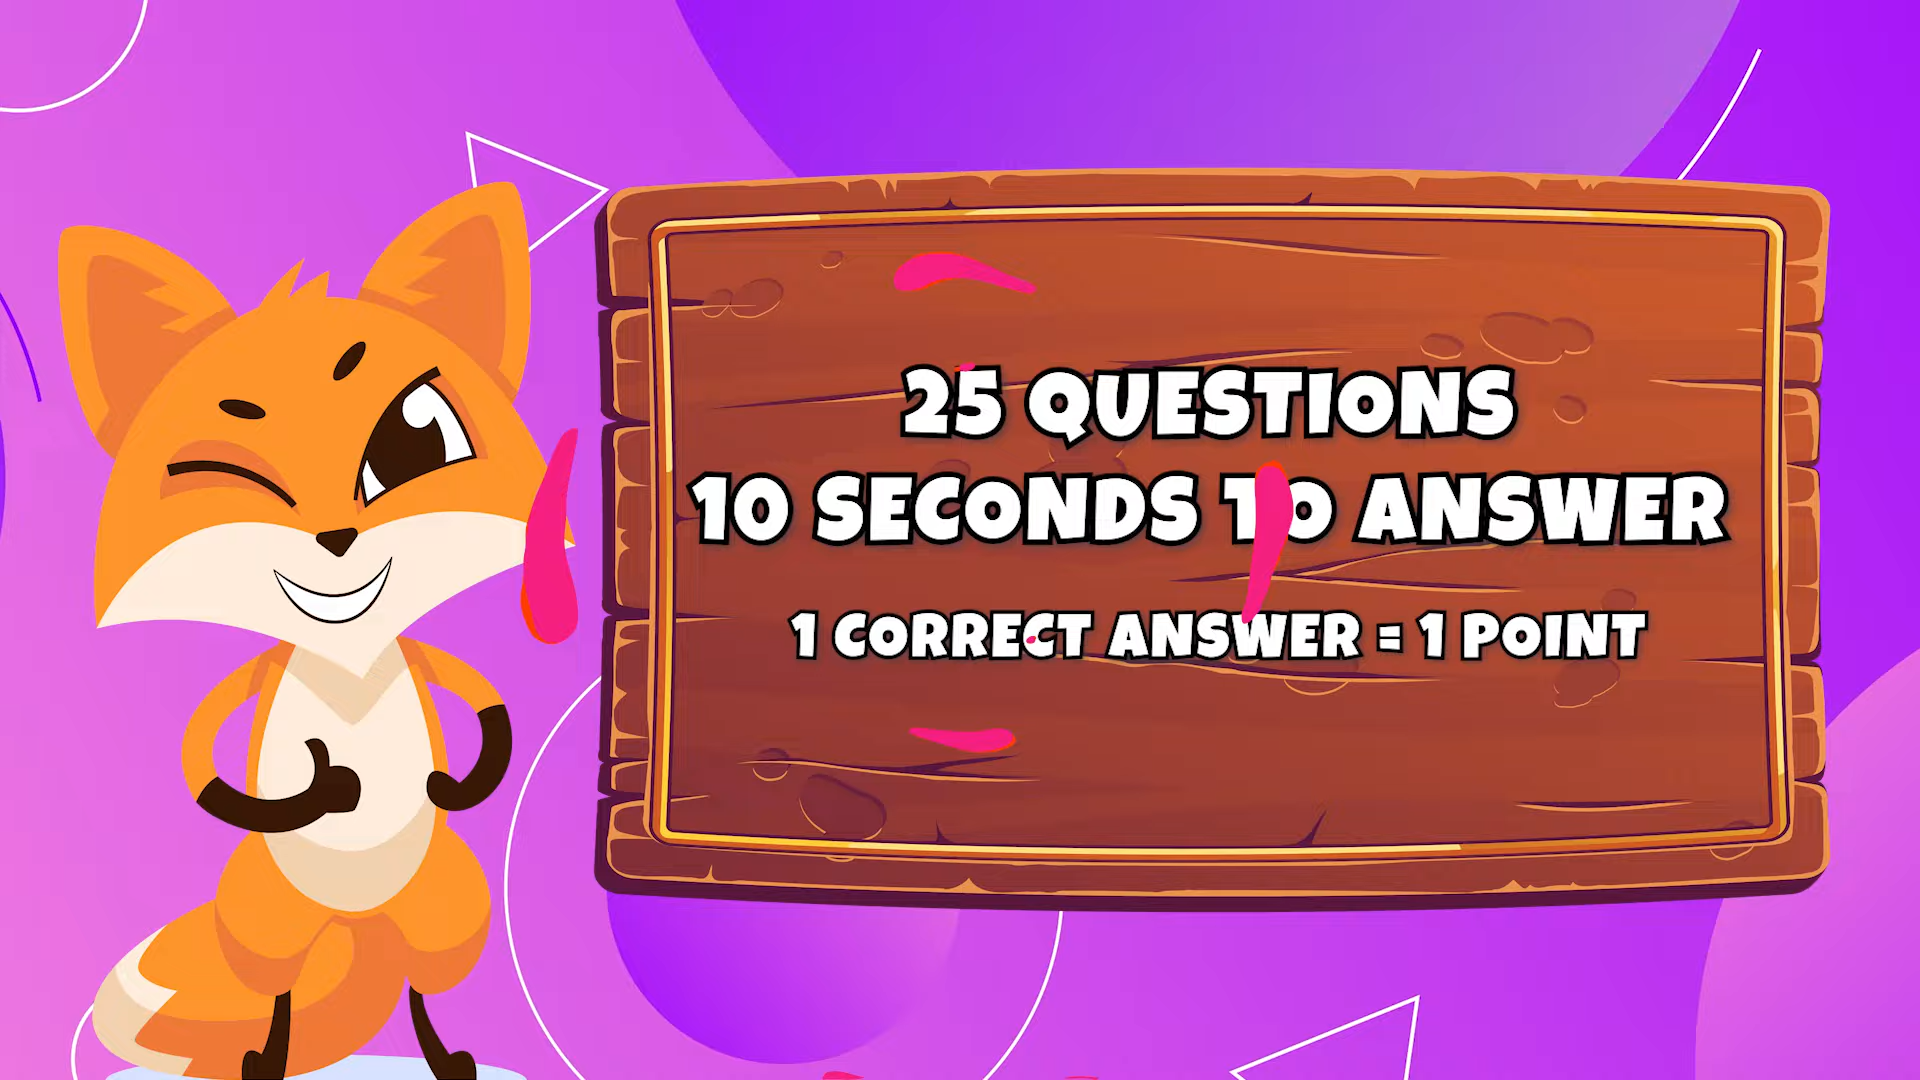 25 QUESTIONS
10 SECONDS TO ANSWER
1 CORRECT ANSWER = 1 POINT